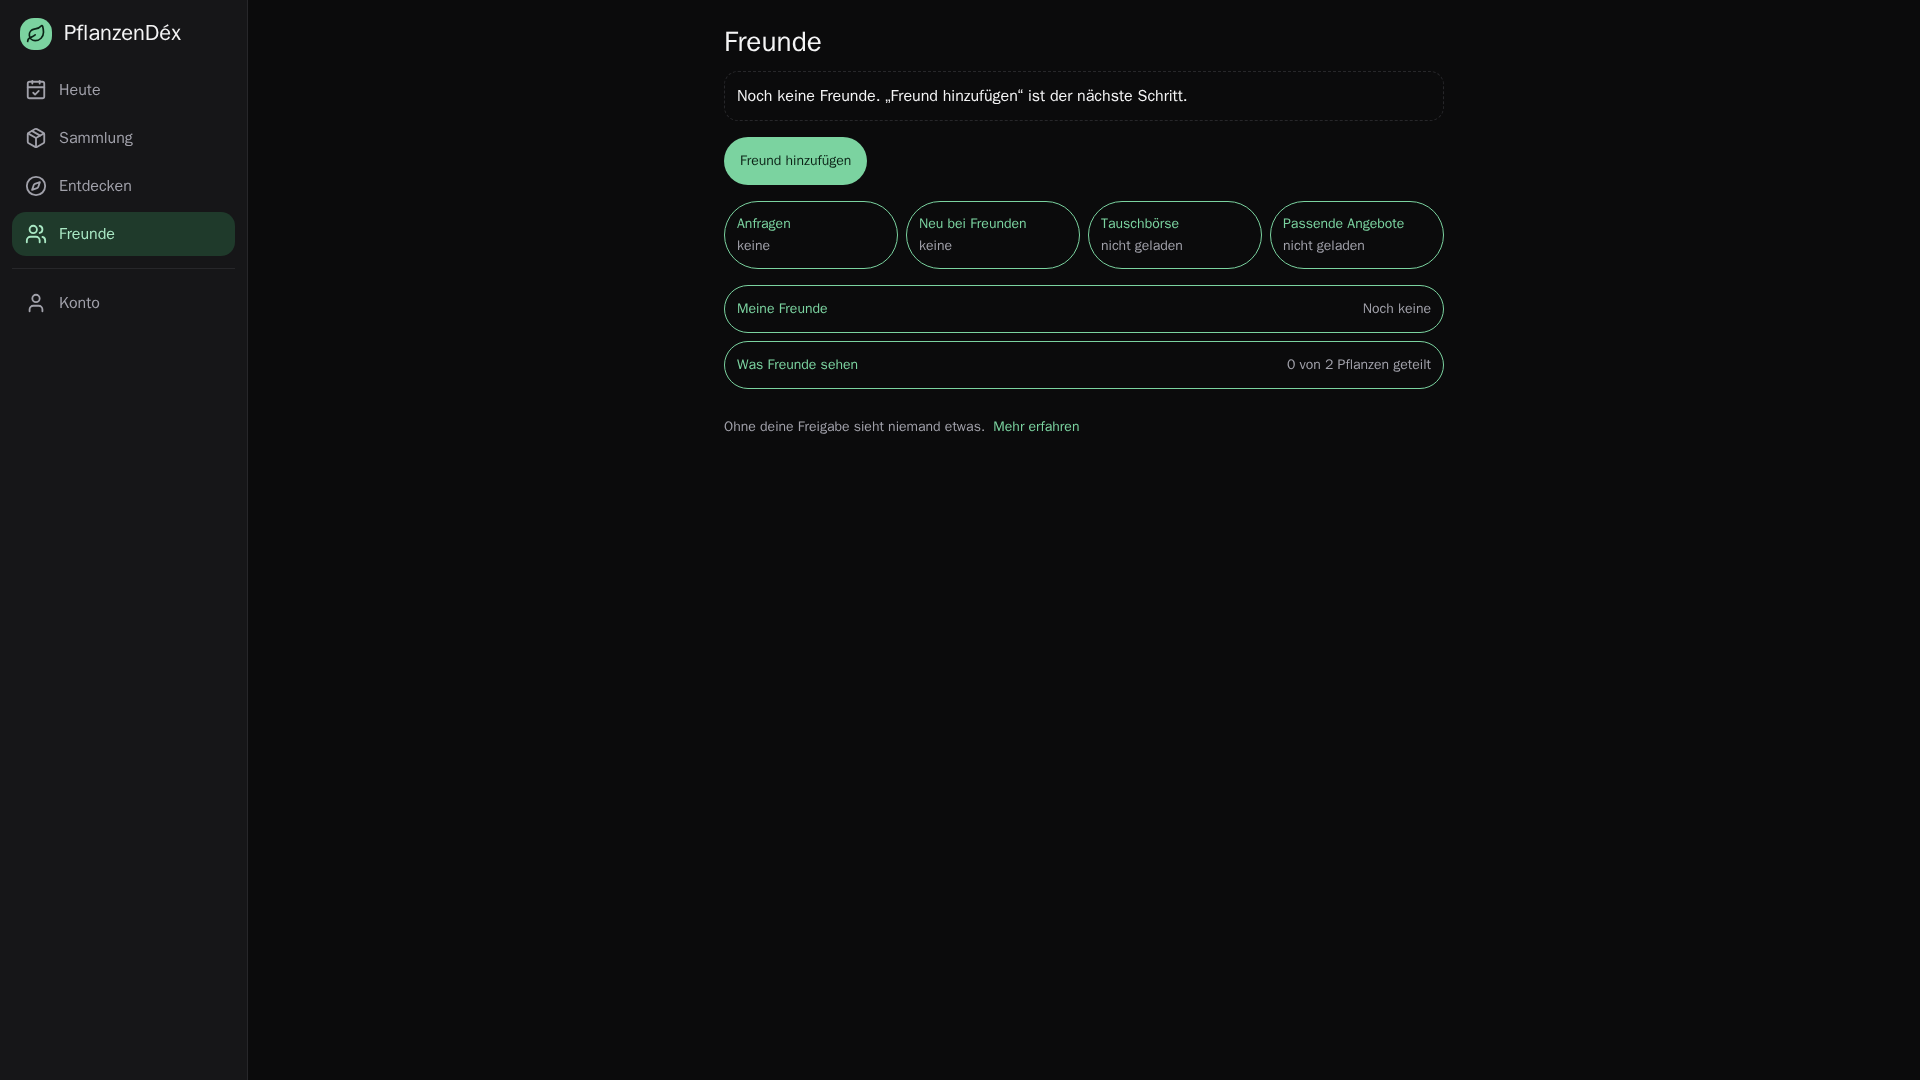 PflanzenDéx
Heute
Sammlung
Entdecken
Freunde
Konto
Freunde
Noch keine Freunde. „Freund hinzufügen“ ist der nächste Schritt.
Freund hinzufügen
Anfragen
keine
Neu bei Freunden
keine
Tauschbörse
nicht geladen
Passende Angebote
nicht geladen
Meine Freunde
Noch keine
Was Freunde sehen
0 von 2 Pflanzen geteilt
Ohne deine Freigabe sieht niemand etwas. Mehr erfahren